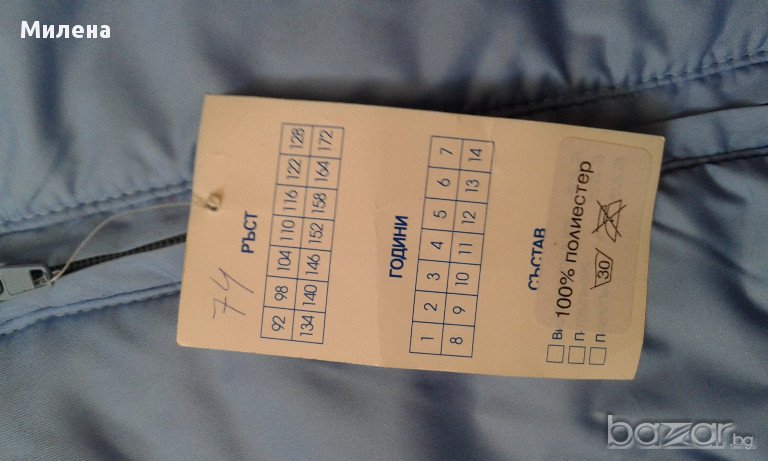 Милена
74
РЪСТ
92 98 104 110 116 122 128
134 140 146 152 158 164 172
ГОДИНИ
1 2 3 4 5 6 7
8 9 10 11 12 13 14
СЪСТАВ
100% полиестер
30
П
П
bazar.bg